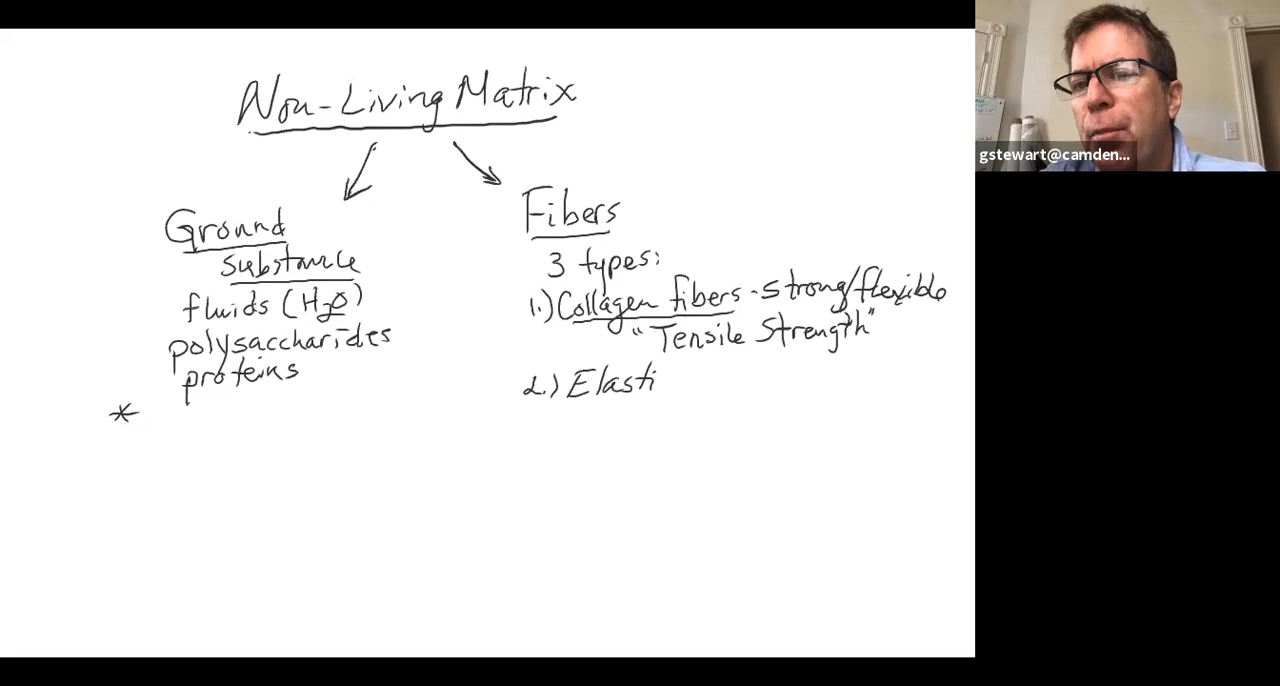 Non-Living Matrix
Ground
Substance
fluids (H2O)
polysaccharides
proteins
*
Fibers
3 types:
1.) Collagen fibers - strong/flexible
"Tensile Strength"
2.) Elasti
gstewart@camden...